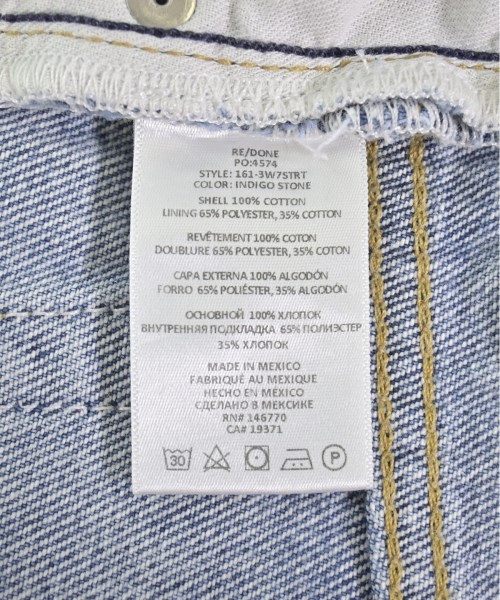 RE/DONE
PO:4574
STYLE: 161-3W7STRT
COLOR: INDIGO STONE
SHELL 100% COTTON
LINING 65% POLYESTER, 35% COTTON
REVÊTEMENT 100% COTON
DOUBLURE 65% POLYESTER, 35% COTON
CAPA EXTERNA 100% ALGODÓN
FORRO 65% POLIÉSTER, 35% ALGODÓN
ОСНОВНОЙ 100% ХЛОПОК
ВНУТРЕННЯЯ ПОДКЛАДКА 65% ПОЛИЭСТЕР
35% ХЛОПОК
MADE IN MEXICO
FABRIQUÉ AU MEXIQUE
HECHO EN MÉXICO
СДЕЛАНО В МЕКСИКЕ
RN# 146770
CA# 19371
30 P